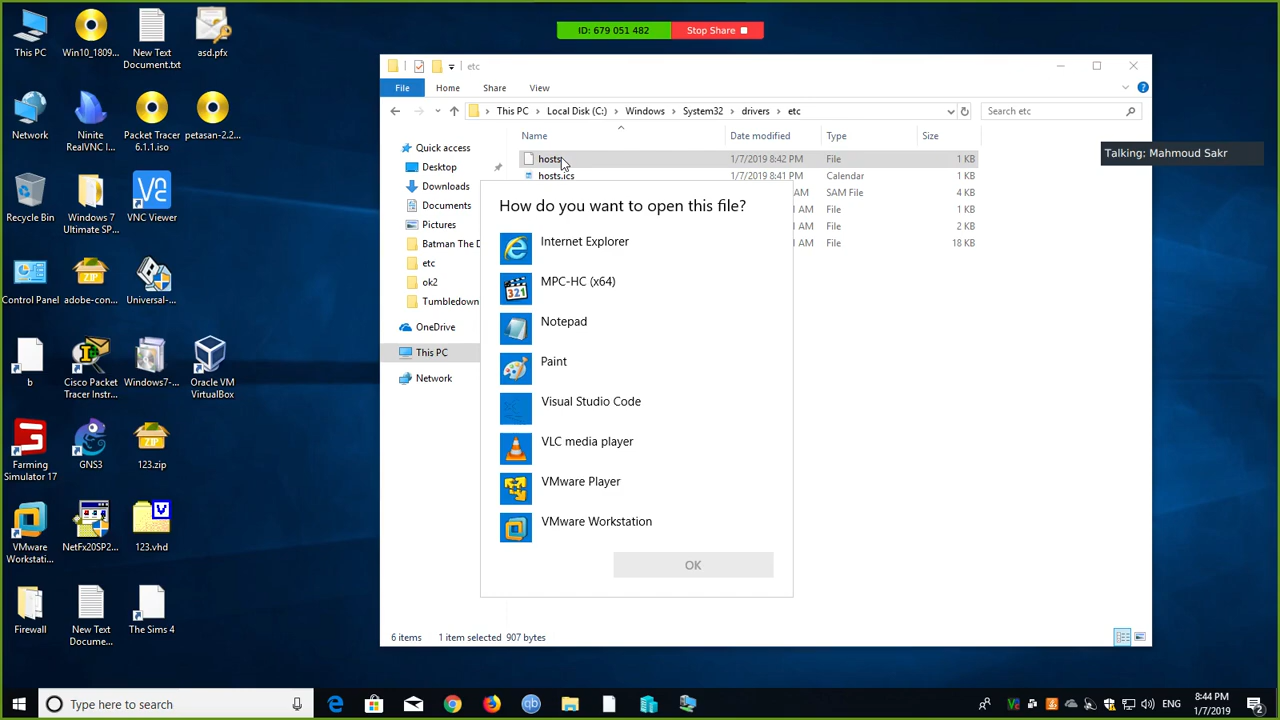 ID: 679 051 482
Stop Share
This PC
Win10_1809...
New Text
Document.txt
asd.pfx
Network
Ninite
RealVNC I...
Packet Tracer
6.1.1.iso
petasan-2.2...
Recycle Bin
Windows 7
Ultimate SP...
VNC Viewer
Control Panel
adobe-con...
Universal-...
b
Cisco Packet
Tracer Instr...
Windows7-...
Oracle VM
VirtualBox
Farming
Simulator 17
GNS3
123.zip
VMware
Workstati...
NetFx20SP2...
123.vhd
Firewall
New Text
Docume...
The Sims 4
etc
File
Home
Share
View
This PC
Local Disk (C:)
Windows
System32
drivers
etc
Search etc
Quick access
Desktop
Downloads
Documents
Pictures
Batman The D
etc
ok2
Tumbledown
OneDrive
This PC
Network
Name
Date modified
Type
Size
hosts 1/7/2019 8:42 PM File 1 KB
hosts.ics 1/7/2019 8:41 PM Calendar 1 KB
AM SAM File 4 KB
1 AM File 1 KB
1 AM File 2 KB
1 AM File 18 KB
Talking: Mahmoud Sakr
How do you want to open this file?
Internet Explorer
MPC-HC (x64)
321
Notepad
Paint
Visual Studio Code
VLC media player
VMware Player
VMware Workstation
OK
6 items
1 item selected 907 bytes
Type here to search
ENG
8:44 PM
1/7/2019
2